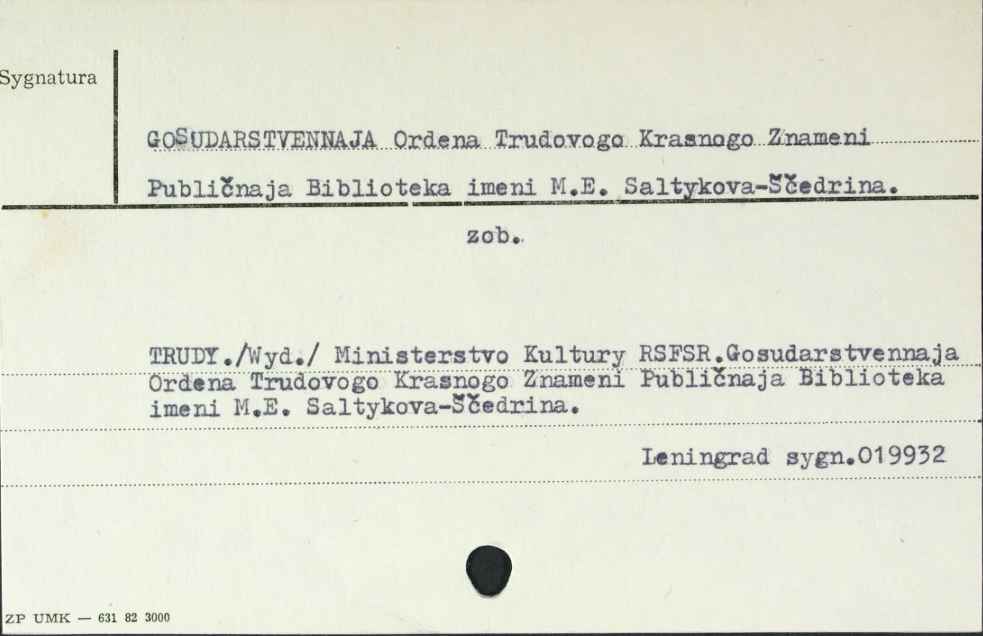 Sygnatura
GOSUDARSTVENNAJA Ordena Trudovogo Krasnogo Znameni
Publičnaja Biblioteka imeni M.E. Saltykova-Ščedrina.
zob.
TRUDY./Wyd./ Ministerstvo Kultury RSFSR.Gosudarstvennaja
Ordena Trudovogo Krasnogo Znameni Publičnaja Biblioteka
imeni M.E. Saltykova-Ščedrina.
Leningrad sygn.019932
ZP UMK — 631 82 3000